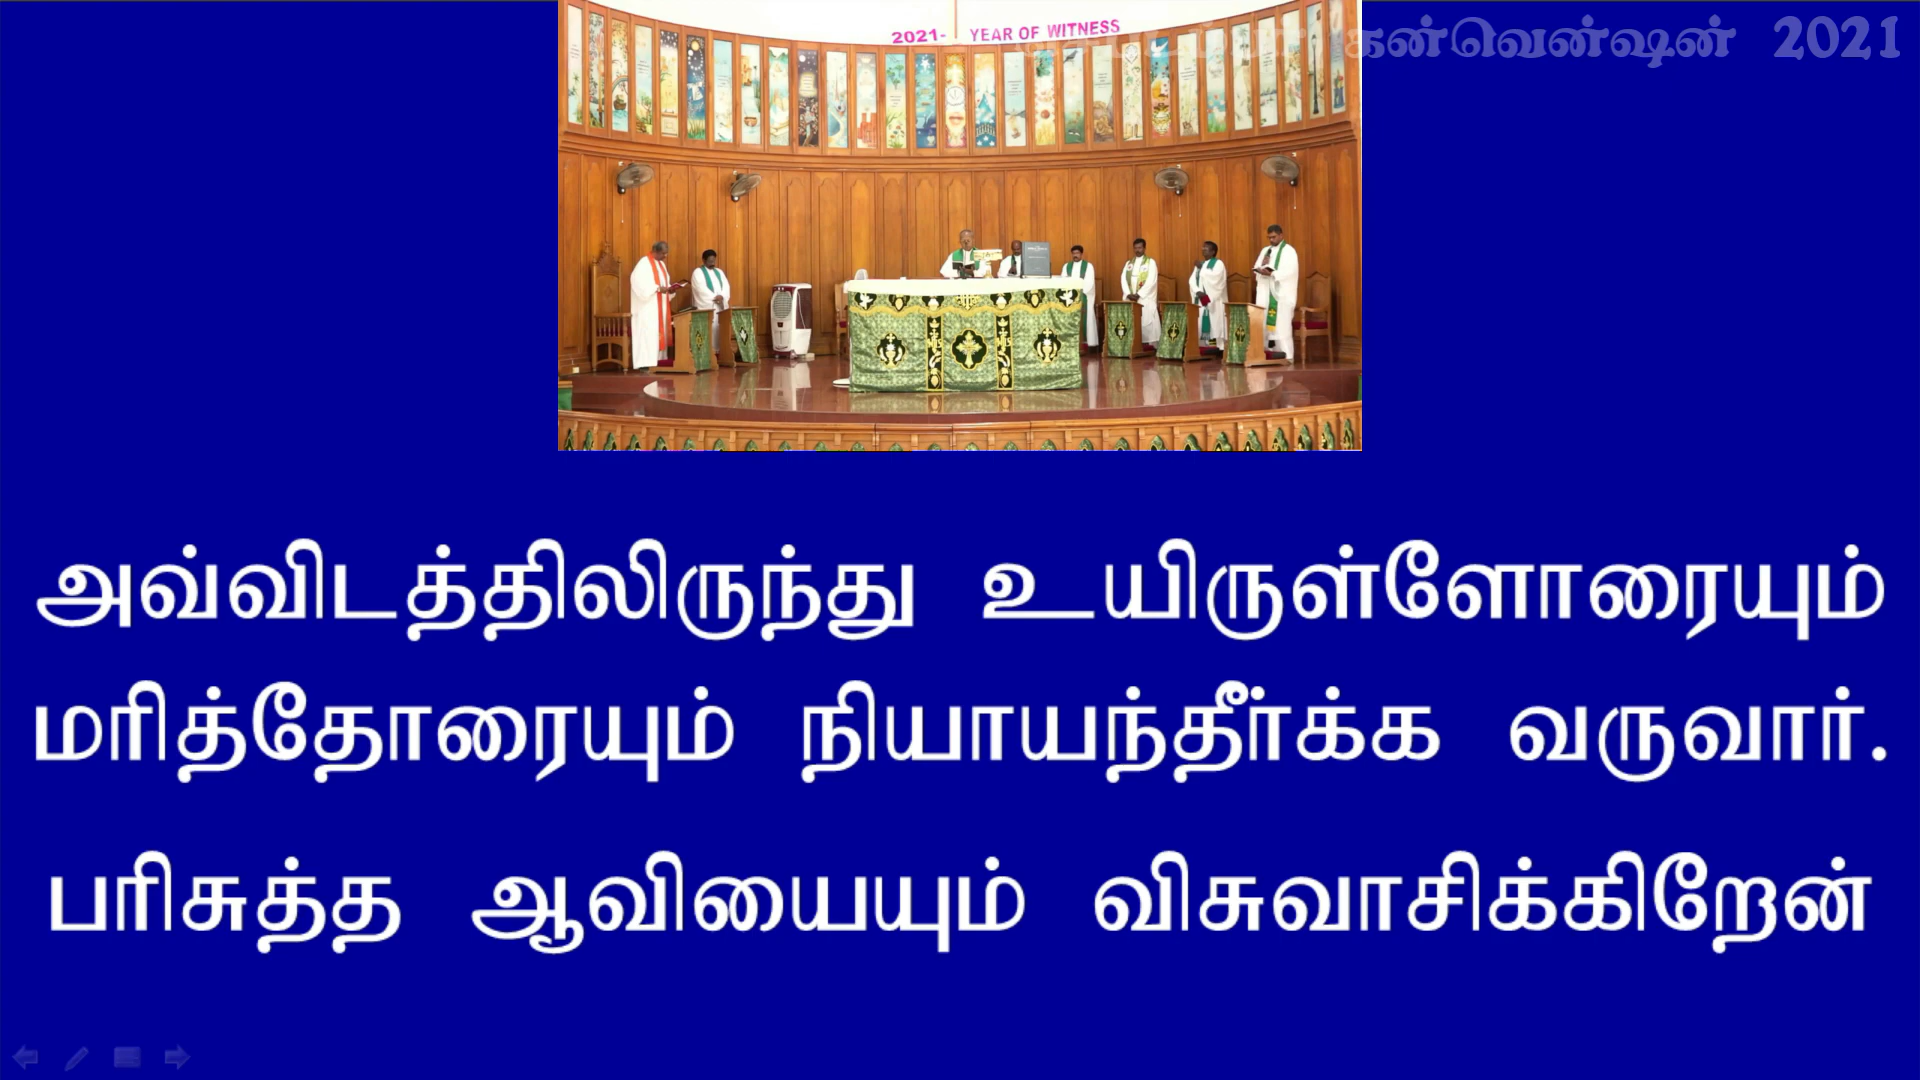 2021- YEAR OF WITNESS
கன்வென்ஷன் 2021
அவ்விடத்திலிருந்து உயிருள்ளோரையும்
மரித்தோரையும் நியாயந்தீர்க்க வருவார்.
பரிசுத்த ஆவியையும் விசுவாசிக்கிறேன்